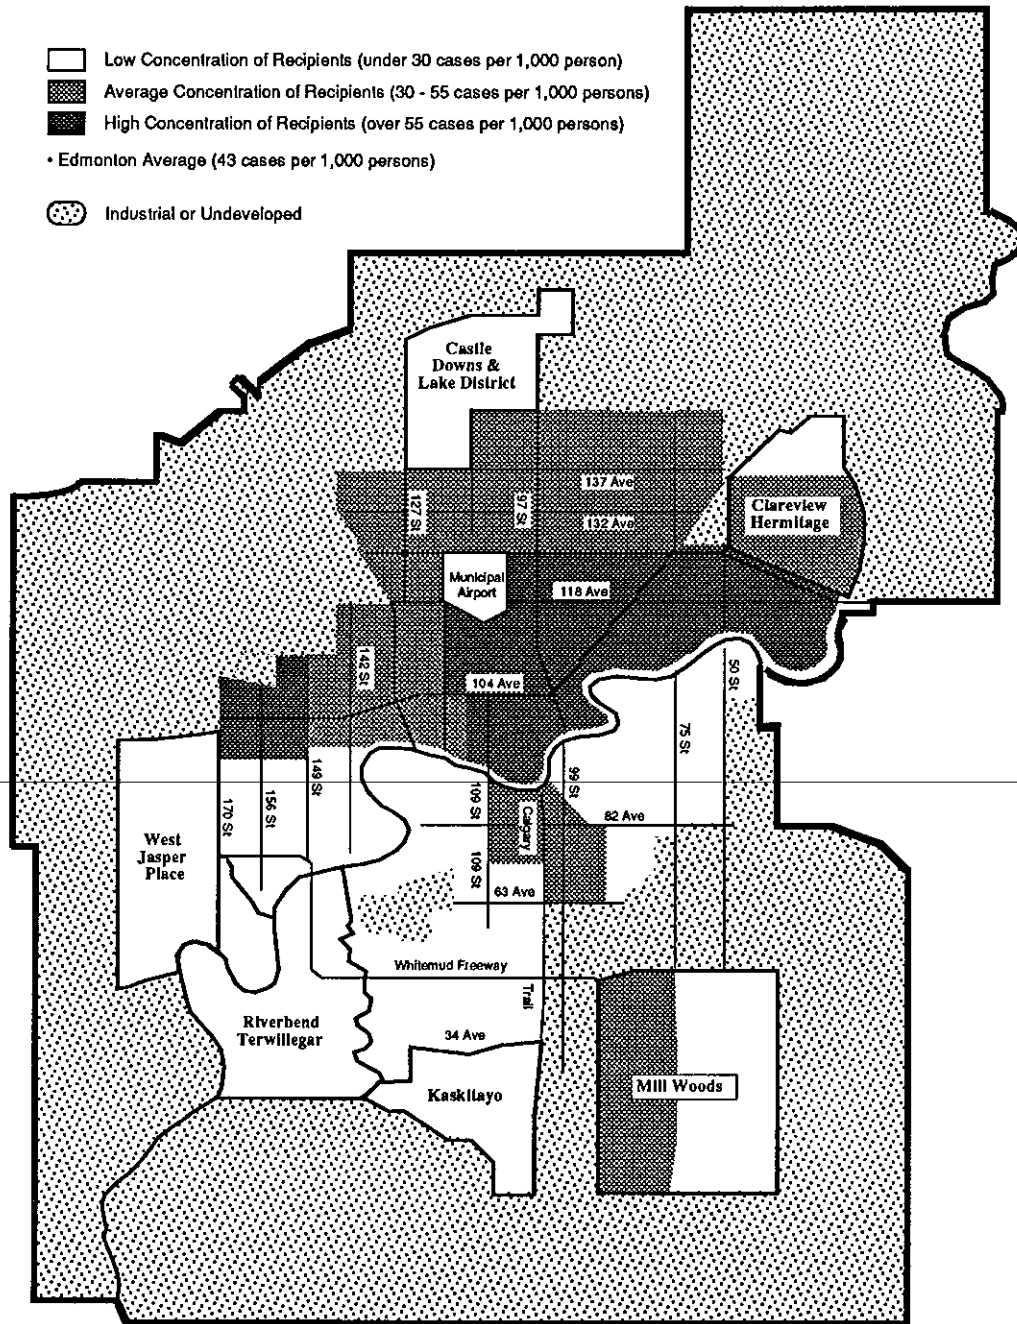 Low Concentration of Recipients (under 30 cases per 1,000 person)
Average Concentration of Recipients (30 - 55 cases per 1,000 persons)
High Concentration of Recipients (over 55 cases per 1,000 persons)
• Edmonton Average (43 cases per 1,000 persons)
Industrial or Undeveloped
Castle
Downs &
Lake District
137 Ave
127 St
97 St
132 Ave
Clareview
Hermitage
Municipal
Airport
118 Ave
142 St
104 Ave
50 St
75 St
149 St
99 St
109 St
156 St
170 St
Calgary
82 Ave
West
Jasper
Place
109 St
63 Ave
Whitemud Freeway
Trail
Riverbend
Terwillegar
34 Ave
Kaskitayo
Mill Woods